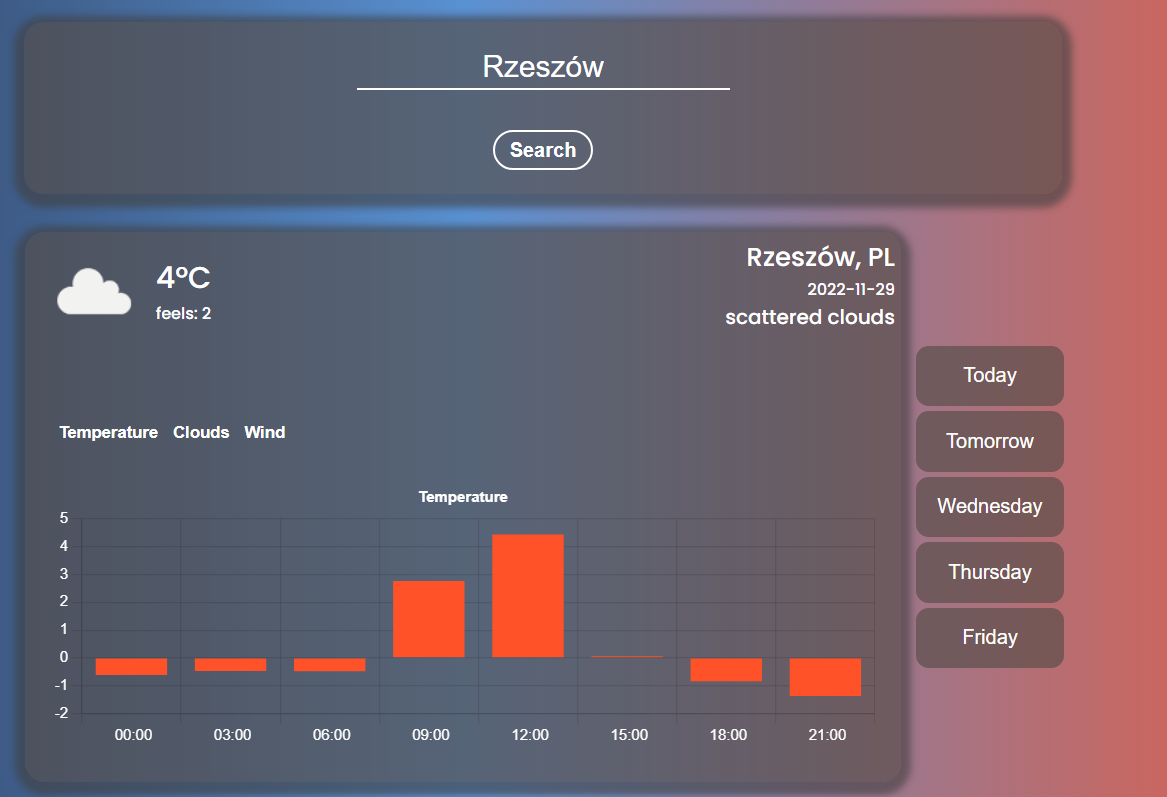 Rzeszów
Search
4°C
feels: 2
Rzeszów, PL
2022-11-29
scattered clouds
Temperature Clouds Wind
Temperature
5
4
3
2
1
0
-1
-2
00:00 03:00 06:00 09:00 12:00 15:00 18:00 21:00
Today
Tomorrow
Wednesday
Thursday
Friday